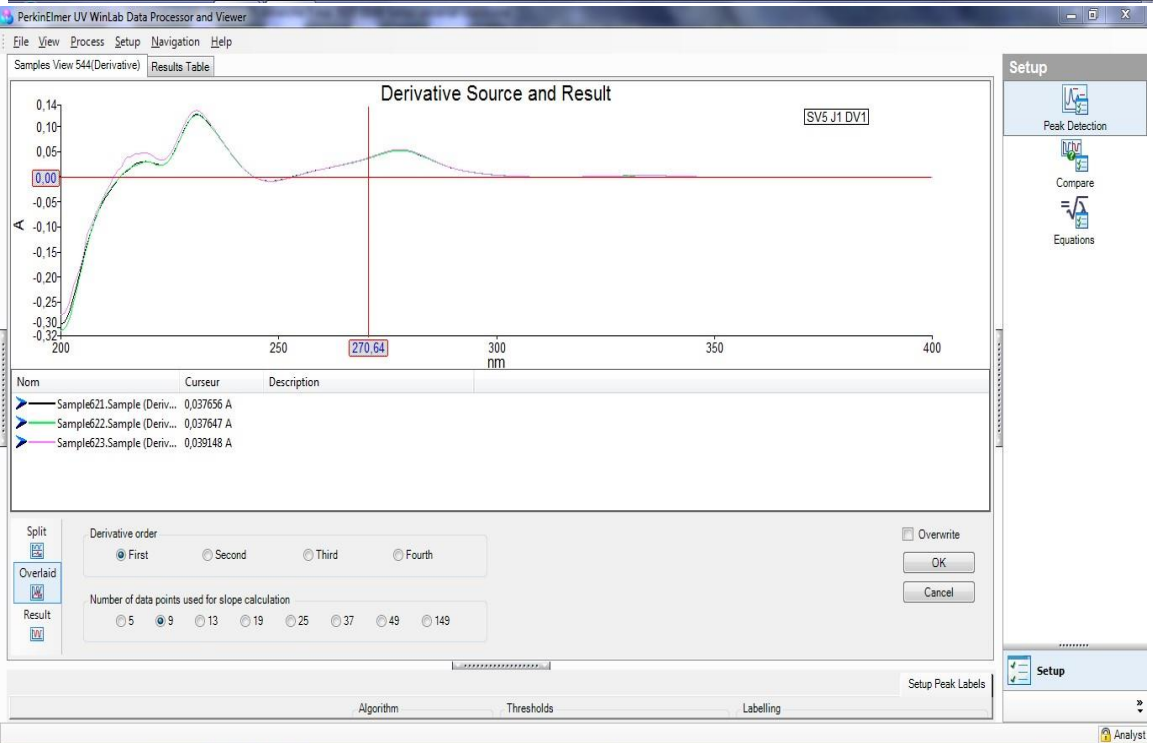 PerkinElmer UV WinLab Data Processor and Viewer
File View Process Setup Navigation Help
Samples View 544(Derivative) Results Table
Setup
Derivative Source and Result
SV5 J1 DV1
Peak Detection
Compare
Equations
0,14
0,10
0,05
0,00
-0,05
-0,10
-0,15
-0,20
-0,25
-0,30
-0,32
A
200 250 270,64 300 350 400
nm
Nom Curseur Description
Sample621.Sample (Deriv... 0,037656 A
Sample622.Sample (Deriv... 0,037647 A
Sample623.Sample (Deriv... 0,039148 A
Split
Overlaid
Result
Derivative order
First Second Third Fourth
Number of data points used for slope calculation
5 9 13 19 25 37 49 149
Overwrite
OK
Cancel
Setup
Setup Peak Labels
Algorithm Thresholds Labelling
Analyst